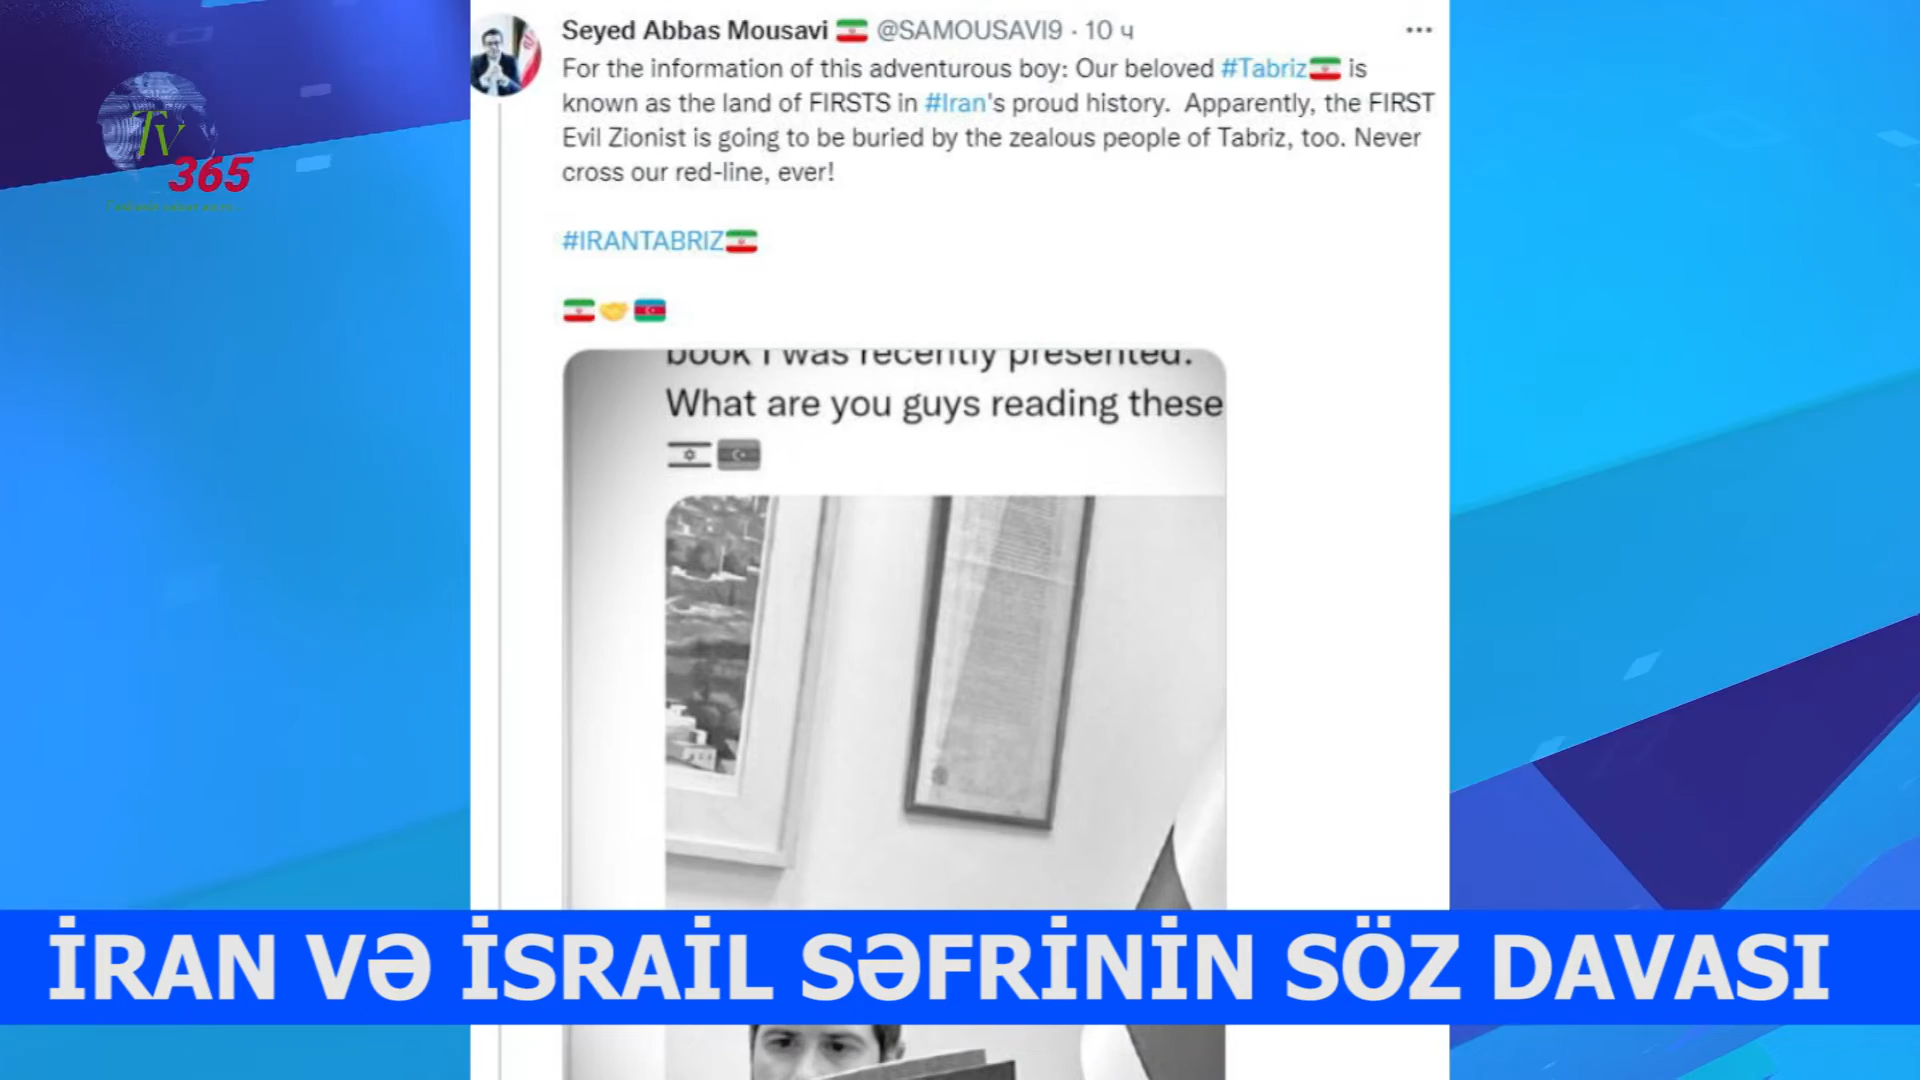 Seyed Abbas Mousavi @SAMOUSAVI9 · 10 ч
For the information of this adventurous boy: Our beloved #Tabriz is
known as the land of FIRSTS in #Iran's proud history. Apparently, the FIRST
Evil Zionist is going to be buried by the zealous people of Tabriz, too. Never
cross our red-line, ever!
#IRANTABRIZ
book I was recently presented.
What are you guys reading these
Tv
365
İRAN VƏ İSRAİL SƏFRİNİN SÖZ DAVASI